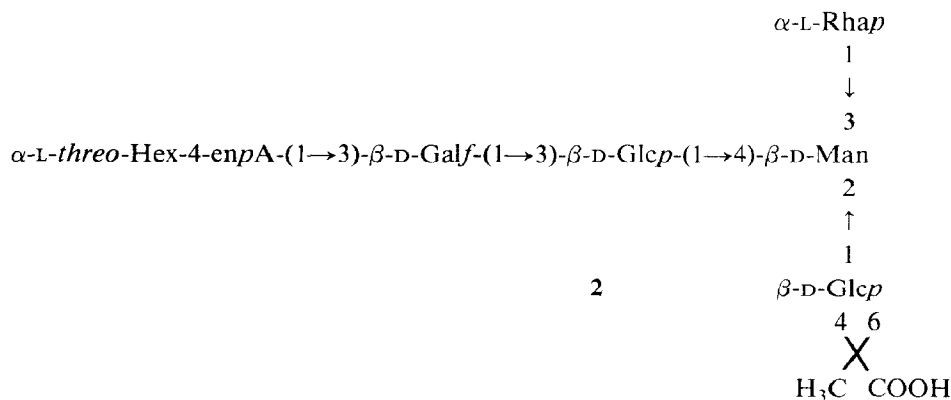 α-L-Rhap
1
↓
3
α-L-threo-Hex-4-enpA-(1→3)-β-D-Galf-(1→3)-β-D-Glcp-(1→4)-β-D-Man
2
↑
1
2 β-D-Glcp
4 6
H₃C COOH